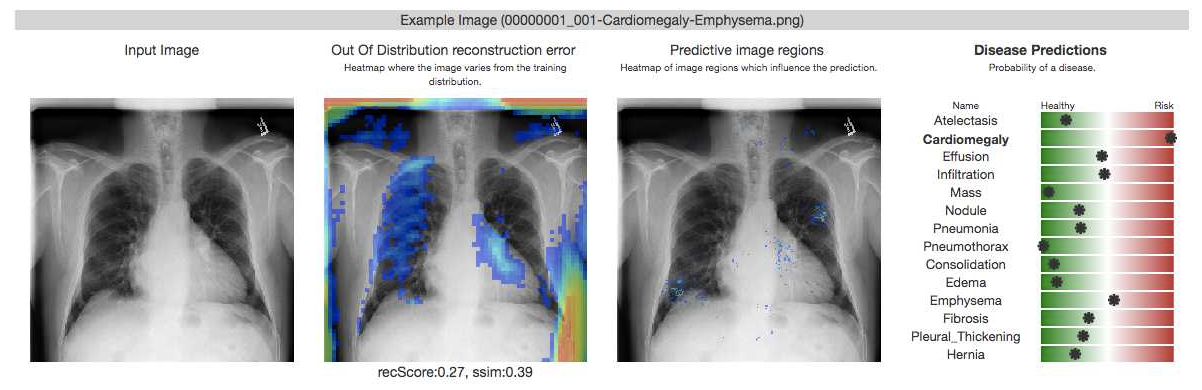 Example Image (00000001_001-Cardiomegaly-Emphysema.png)
Input Image
Out Of Distribution reconstruction error
Heatmap where the image varies from the training
distribution.
recScore:0.27, ssim:0.39
Predictive image regions
Heatmap of image regions which influence the prediction.
Disease Predictions
Probability of a disease.
Name Healthy Risk
Atelectasis
Cardiomegaly
Effusion
Infiltration
Mass
Nodule
Pneumonia
Pneumothorax
Consolidation
Edema
Emphysema
Fibrosis
Pleural_Thickening
Hernia